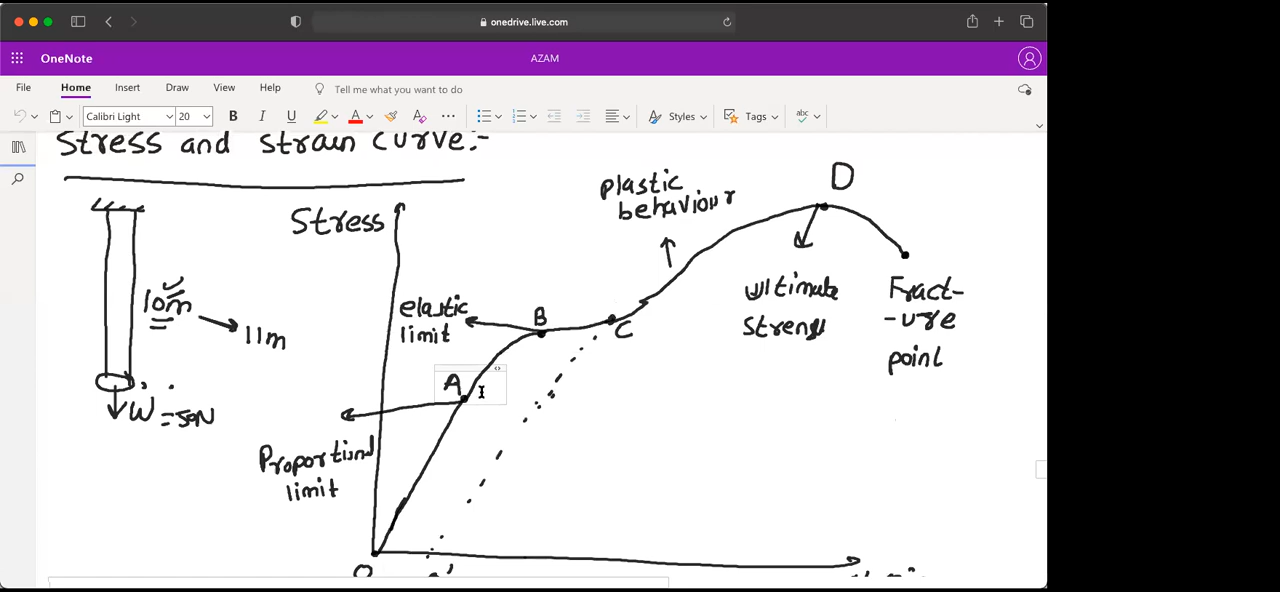 onedrive.live.com
OneNote
AZAM
File Home Insert Draw View Help Tell me what you want to do
Calibri Light 20 B I U A Styles Tags abc
Stress and strain curve:-
Stress
10m
11m
W = 50N
plastic
behaviour
D
elastic
limit
B
C
ultimate
Fract-
-ure
point
A
Proportional
limit
O